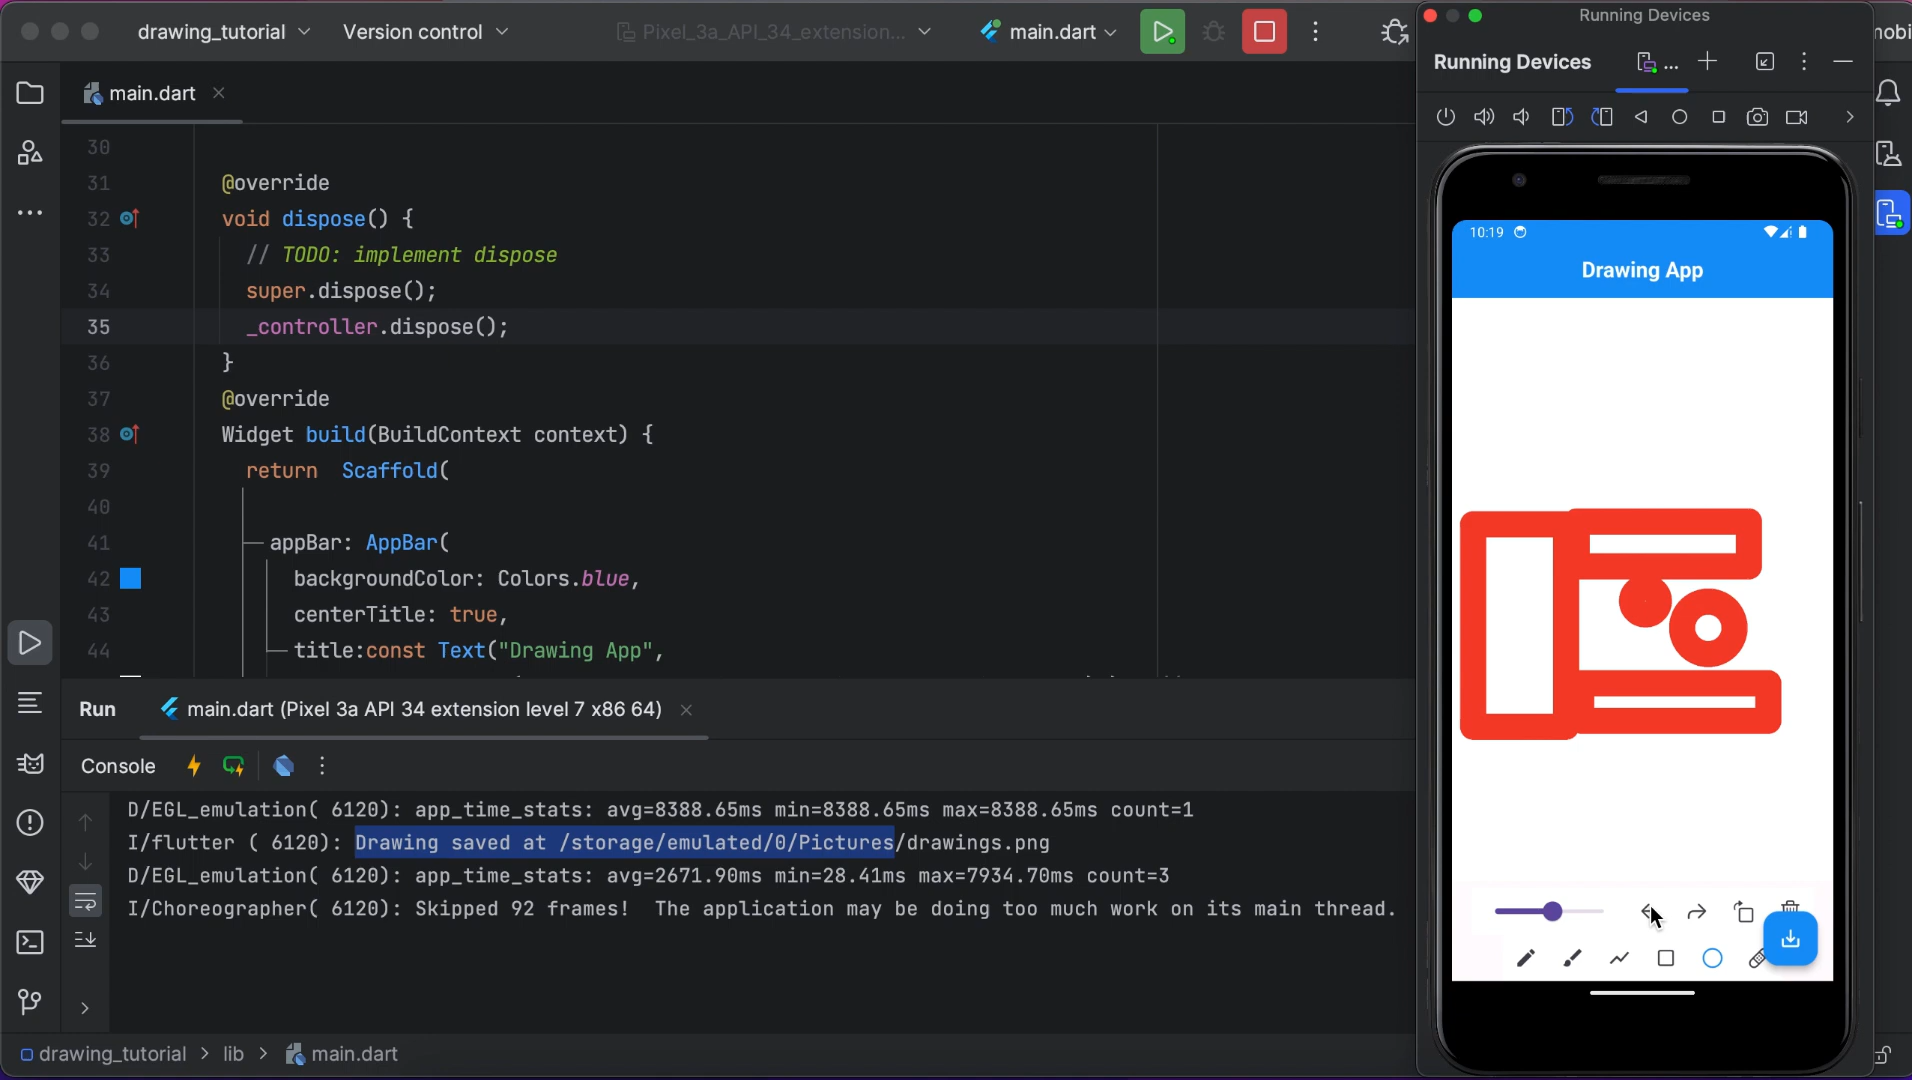 drawing_tutorial
Version control
Pixel_3a_API_34_extension...
main.dart
Running Devices
Running Devices
...
main.dart
30
31 @override
32 void dispose() {
33 // TODO: implement dispose
34 super.dispose();
35 _controller.dispose();
36 }
37 @override
38 Widget build(BuildContext context) {
39 return Scaffold(
40
41 appBar: AppBar(
42 backgroundColor: Colors.blue,
43 centerTitle: true,
44 title:const Text("Drawing App",
10:19
Drawing App
Run
main.dart (Pixel 3a API 34 extension level 7 x86 64)
Console
D/EGL_emulation( 6120): app_time_stats: avg=8388.65ms min=8388.65ms max=8388.65ms count=1
I/flutter ( 6120): Drawing saved at /storage/emulated/0/Pictures/drawings.png
D/EGL_emulation( 6120): app_time_stats: avg=2671.90ms min=28.41ms max=7934.70ms count=3
I/Choreographer( 6120): Skipped 92 frames! The application may be doing too much work on its main thread.
drawing_tutorial > lib > main.dart